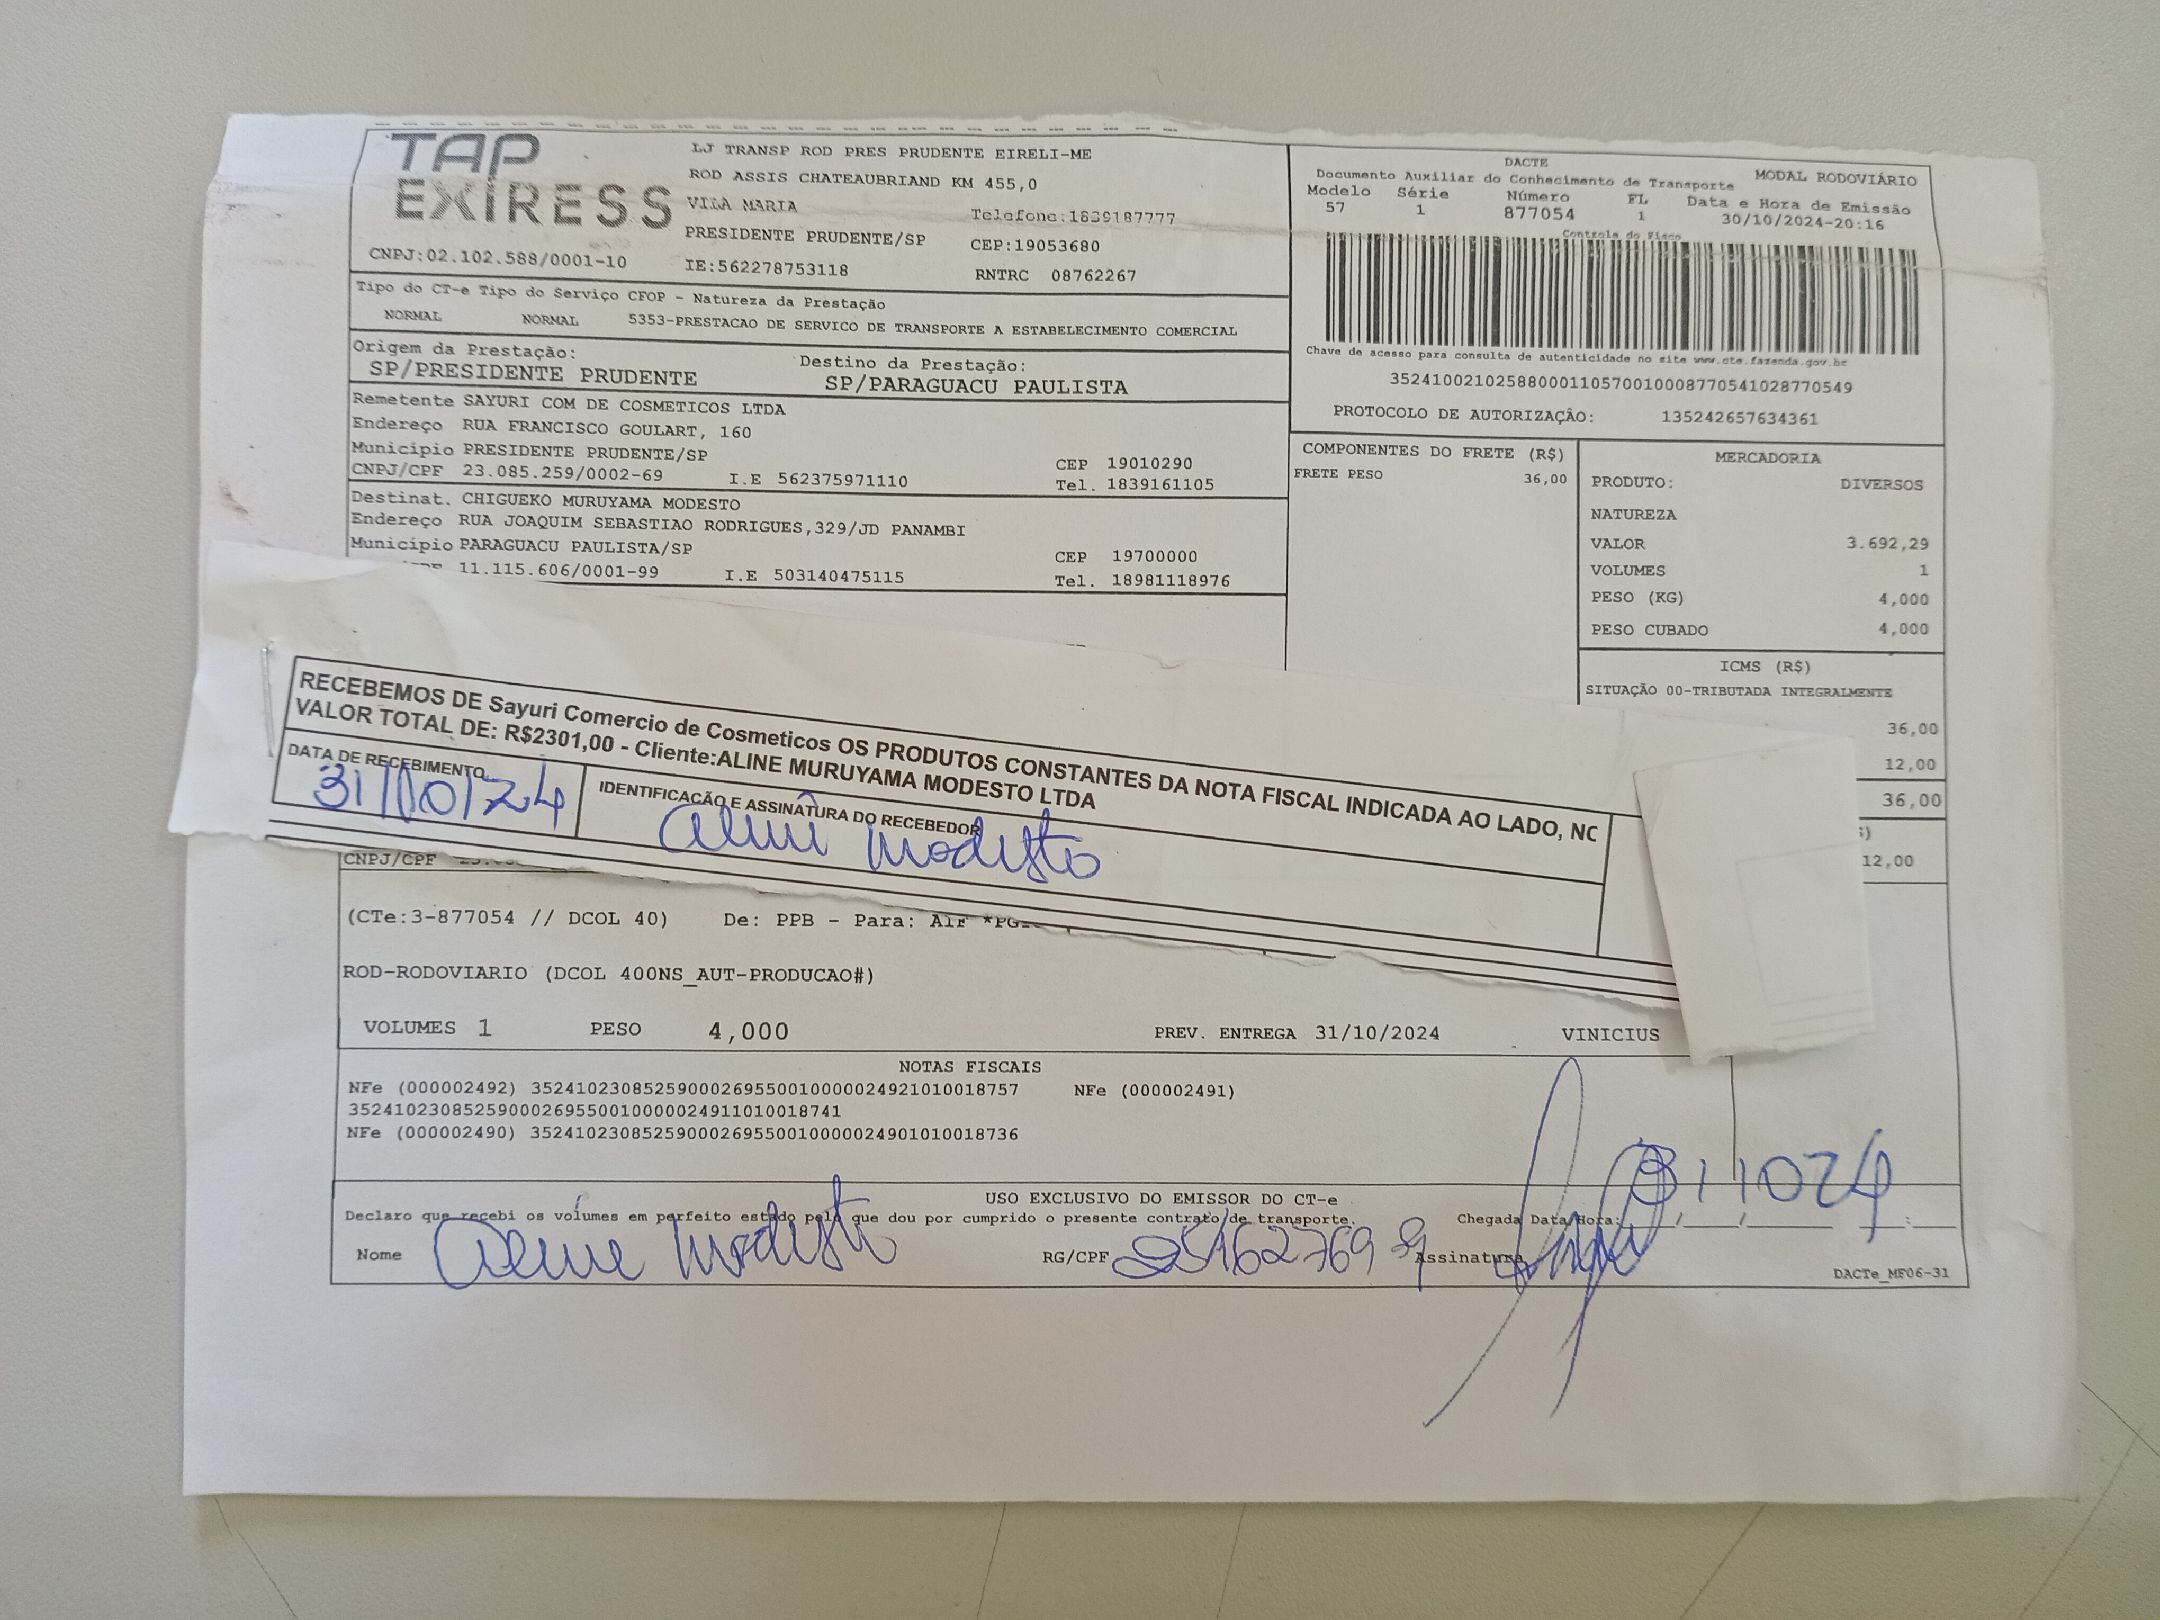 TAP
EXPRESS
CNPJ:02.102.588/0001-10
LJ TRANSP ROD PRES PRUDENTE EIRELI-ME
ROD ASSIS CHATEAUBRIAND KM 455,0
VILA MARIA Telefone:1839187777
PRESIDENTE PRUDENTE/SP CEP:19053680
IE:562278753118 RNTRC 08762267
DACTE MODAL RODOVIÁRIO
Documento Auxiliar do Conhecimento de Transporte
Modelo Série Número FL Data e Hora de Emissão
57 1 877054 1 30/10/2024-20:16
Controle do Fisco
Chave de acesso para consulta de autenticidade no site www.cte.fazenda.gov.br
35241002102588000110570010008770541028770549
PROTOCOLO DE AUTORIZAÇÂO: 135242657634361
Tipo do CT-e Tipo do Serviço CFOP - Natureza da Prestação
NORMAL NORMAL 5353-PRESTACAO DE SERVICO DE TRANSPORTE A ESTABELECIMENTO COMERCIAL
Origem da Prestação: Destino da Prestação:
SP/PRESIDENTE PRUDENTE SP/PARAGUACU PAULISTA
Remetente SAYURI COM DE COSMETICOS LTDA
Endereço RUA FRANCISCO GOULART, 160
Município PRESIDENTE PRUDENTE/SP CEP 19010290
CNPJ/CPF 23.085.259/0002-69 I.E 562375971110 Tel. 1839161105
Destinat. CHIGUEKO MURUYAMA MODESTO
Endereço RUA JOAQUIM SEBASTIAO RODRIGUES,329/JD PANAMBI
Município PARAGUACU PAULISTA/SP CEP 19700000
11.115.606/0001-99 I.E 503140475115 Tel. 18981118976
COMPONENTES DO FRETE (R$)
FRETE PESO 36,00
MERCADORIA
PRODUTO: DIVERSOS
NATUREZA
VALOR 3.692,29
VOLUMES 1
PESO (KG) 4,000
PESO CUBADO 4,000
ICMS (R$)
SITUAÇÃO 00-TRIBUTADA INTEGRALMENTE
36,00
12,00
36,00
12,00
RECEBEMOS DE Sayuri Comercio de Cosmeticos OS PRODUTOS CONSTANTES DA NOTA FISCAL INDICADA AO LADO, NO
VALOR TOTAL DE: R$2301,00 - Cliente:ALINE MURUYAMA MODESTO LTDA
DATA DE RECEBIMENTO IDENTIFICAÇÃO E ASSINATURA DO RECEBEDOR
31/10/24 Aline Modesto
CNPJ/CPF
(CTe:3-877054 // DCOL 40) De: PPB - Para: Air
ROD-RODOVIARIO (DCOL 400NS_AUT-PRODUCAO#)
VOLUMES 1 PESO 4,000 PREV. ENTREGA 31/10/2024 VINICIUS
NOTAS FISCAIS
NFe (000002492) 35241023085259000269550010000024921010018757 NFe (000002491)
35241023085259000269550010000024911010018741
NFe (000002490) 35241023085259000269550010000024901010018736
USO EXCLUSIVO DO EMISSOR DO CT-e
Declaro que recebi os volumes em perfeito estado pelo que dou por cumprido o presente contrato de transporte. Chegada Data/Hora: 311024
Nome Aline Modesto RG/CPF Assinatura
DACTe_MF06-31